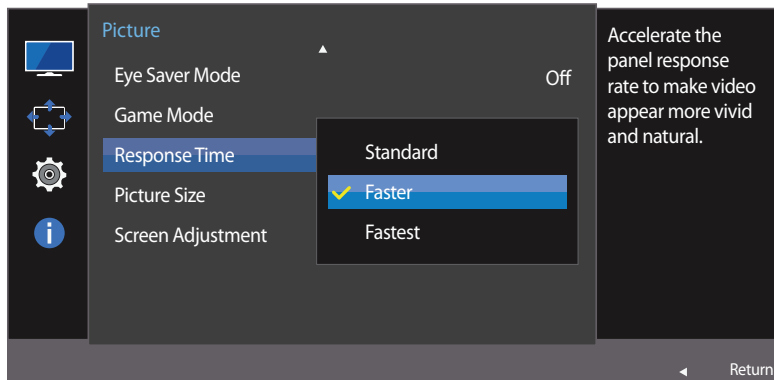 Picture
Eye Saver Mode
Off
Game Mode
Response Time
Picture Size
Screen Adjustment
Standard
Faster
Fastest
Accelerate the
panel response
rate to make video
appear more vivid
and natural.
Return